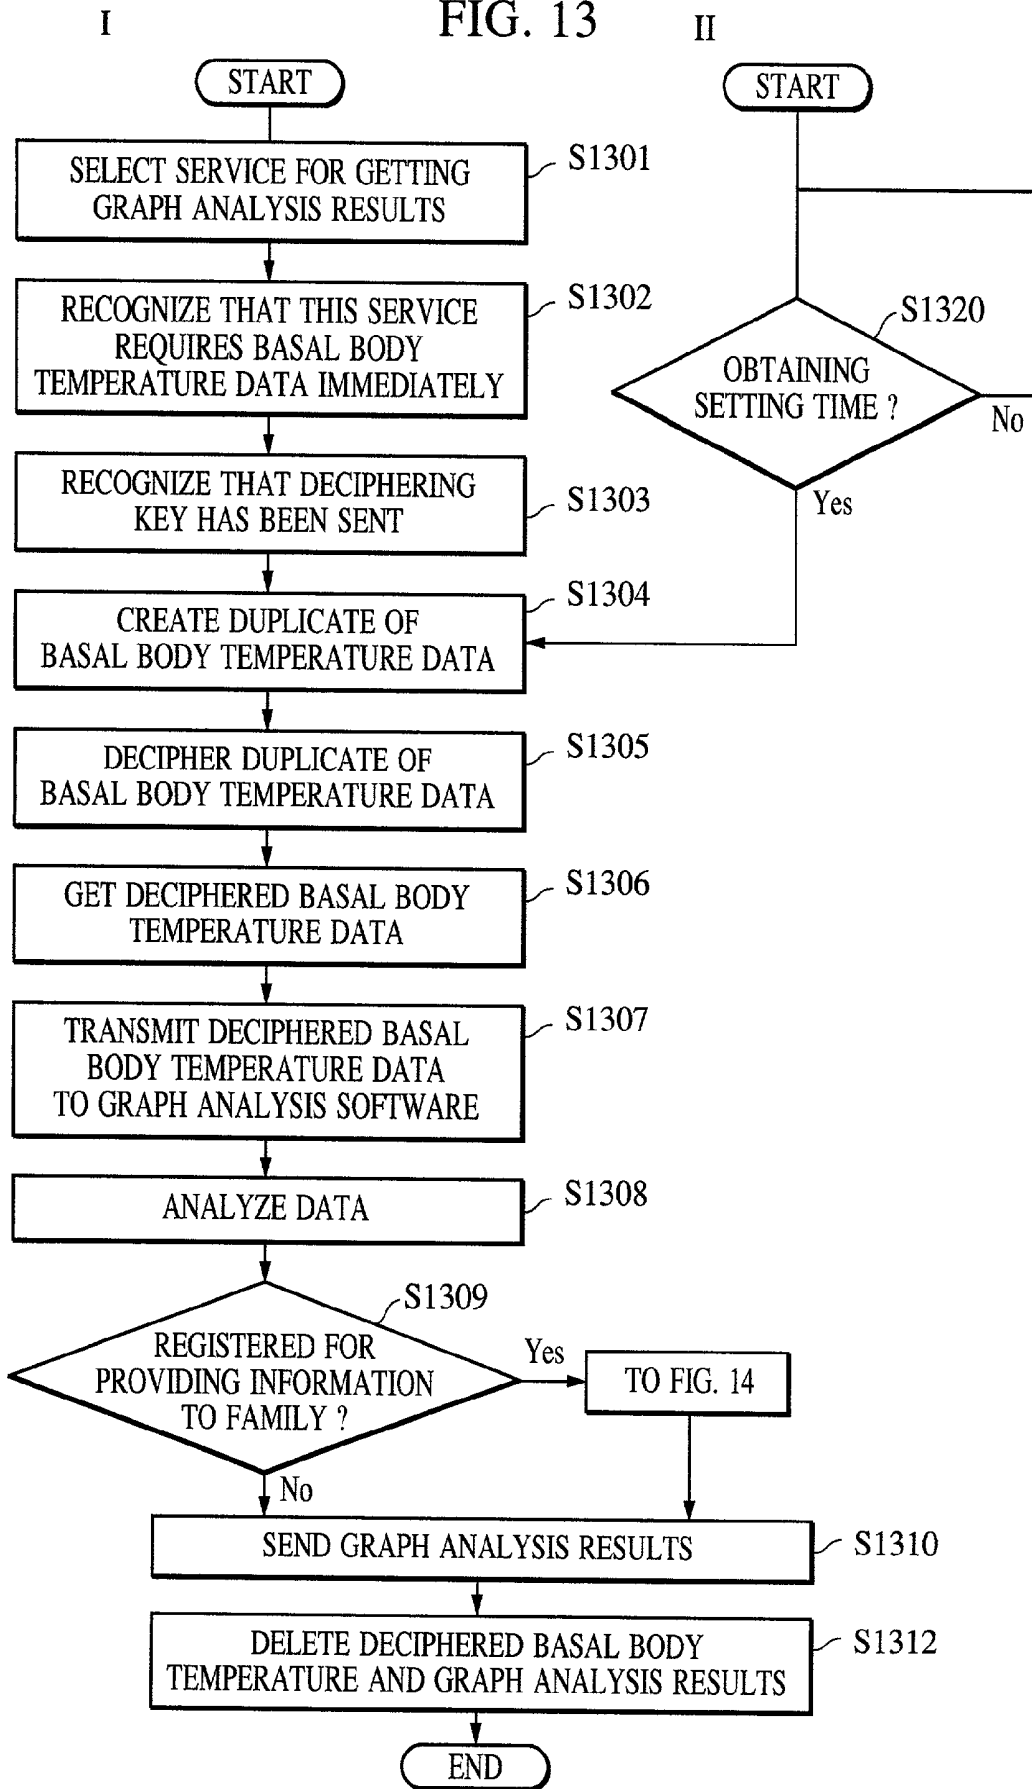 I
FIG. 13
II
START
START
SELECT SERVICE FOR GETTING
GRAPH ANALYSIS RESULTS
S1301
RECOGNIZE THAT THIS SERVICE
REQUIRES BASAL BODY
TEMPERATURE DATA IMMEDIATELY
S1302
S1320
OBTAINING
SETTING TIME ?
No
Yes
RECOGNIZE THAT DECIPHERING
KEY HAS BEEN SENT
S1303
CREATE DUPLICATE OF
BASAL BODY TEMPERATURE DATA
S1304
DECIPHER DUPLICATE OF
BASAL BODY TEMPERATURE DATA
S1305
GET DECIPHERED BASAL BODY
TEMPERATURE DATA
S1306
TRANSMIT DECIPHERED BASAL
BODY TEMPERATURE DATA
TO GRAPH ANALYSIS SOFTWARE
S1307
ANALYZE DATA
S1308
S1309
REGISTERED FOR
PROVIDING INFORMATION
TO FAMILY ?
Yes
TO FIG. 14
No
SEND GRAPH ANALYSIS RESULTS
S1310
DELETE DECIPHERED BASAL BODY
TEMPERATURE AND GRAPH ANALYSIS RESULTS
S1312
END